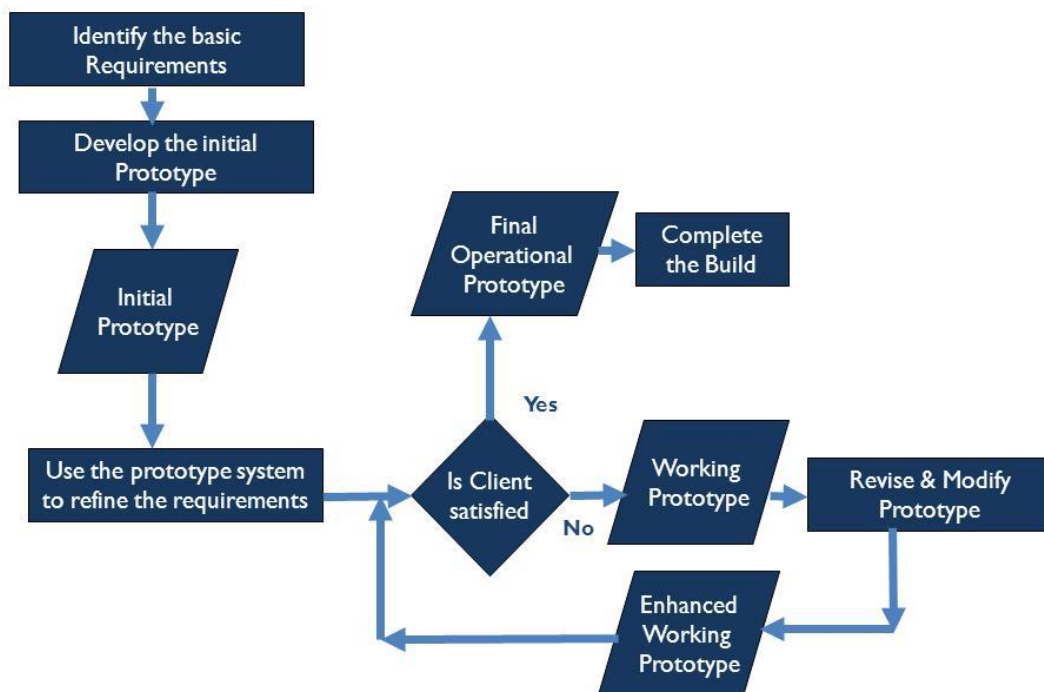 Identify the basic
Requirements
Develop the initial
Prototype
Initial
Prototype
Use the prototype system
to refine the requirements
Is Client
satisfied
Yes
Final
Operational
Prototype
Complete
the Build
No
Working
Prototype
Revise & Modify
Prototype
Enhanced
Working
Prototype